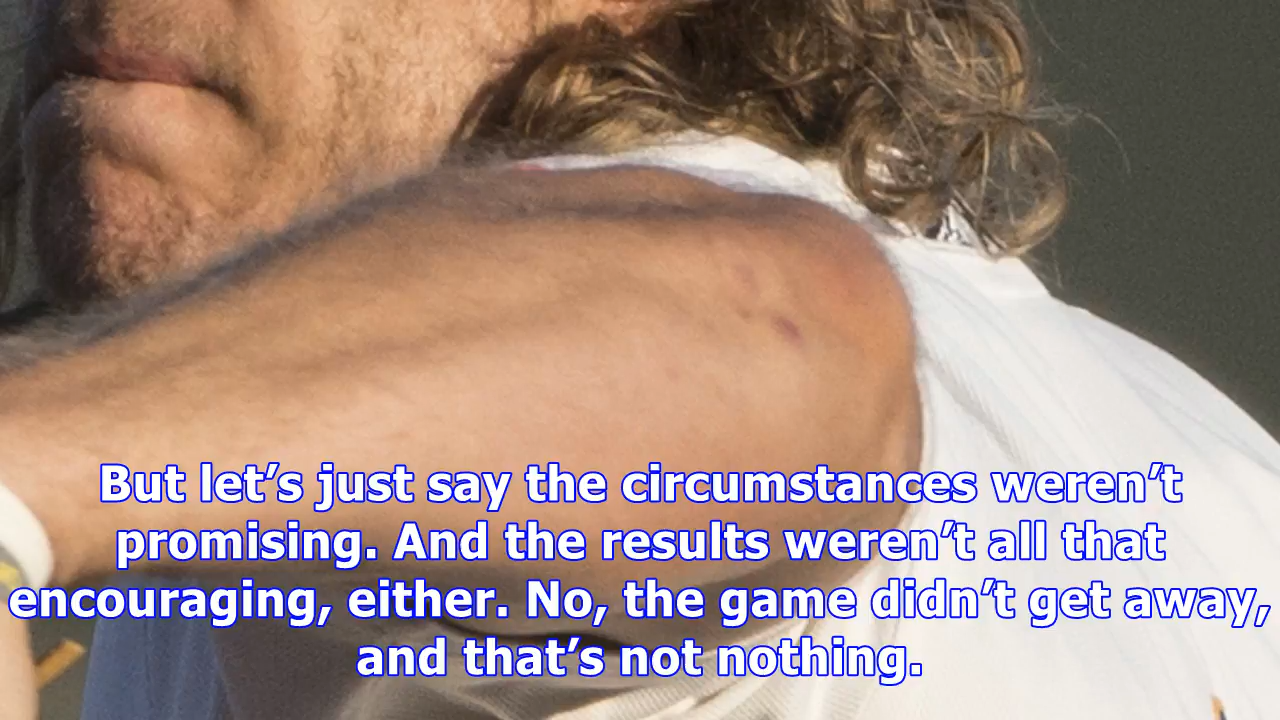 But let’s just say the circumstances weren’t
promising. And the results weren’t all that
encouraging, either. No, the game didn’t get away,
and that’s not nothing.